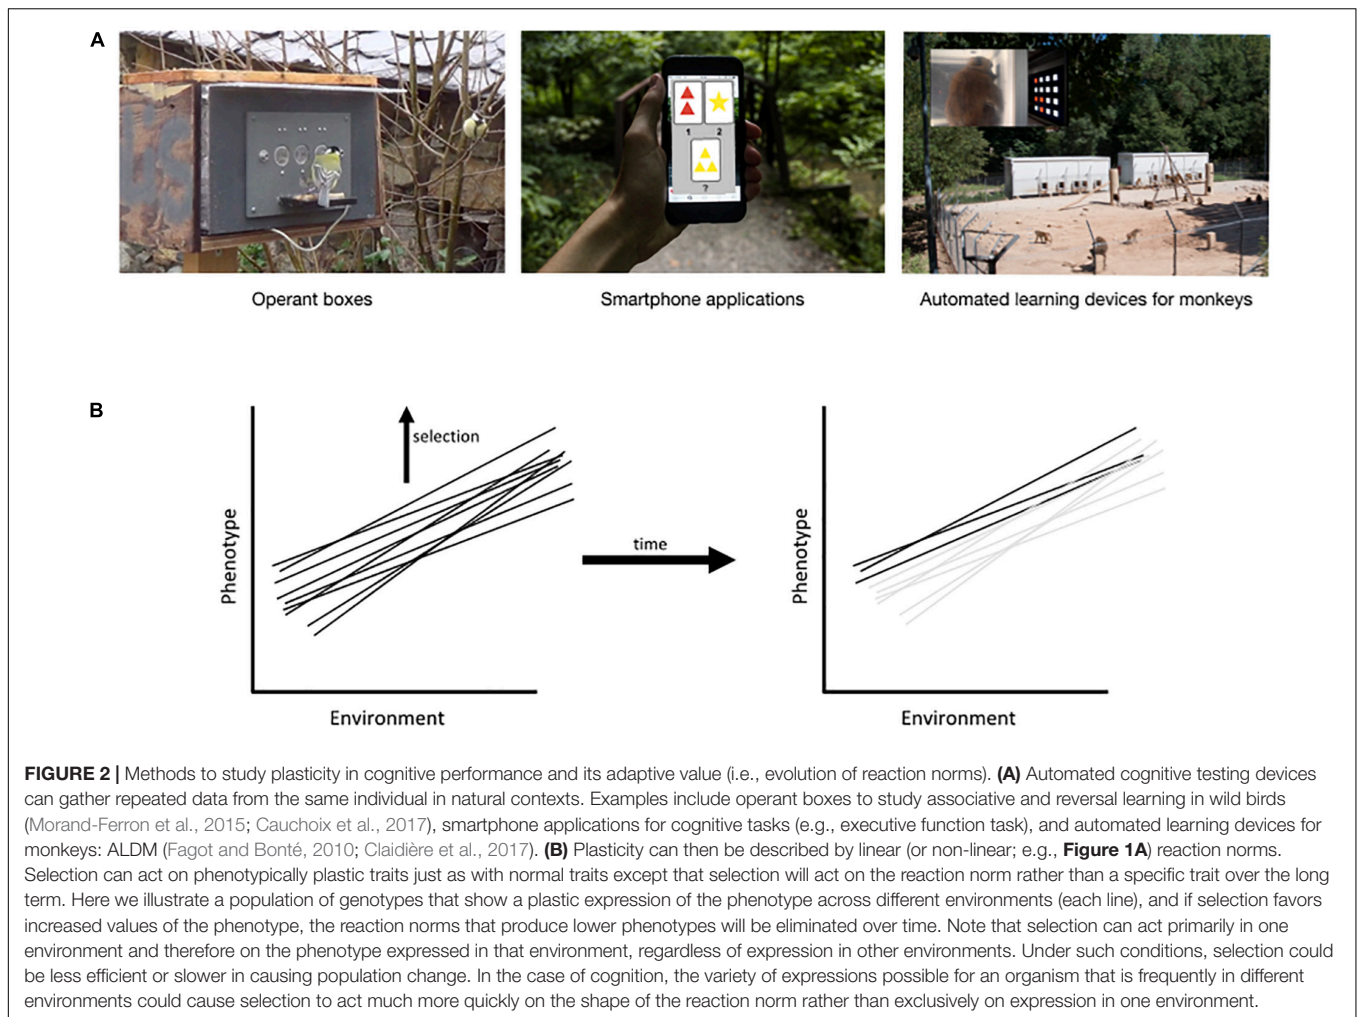 A
1 2
?
Operant boxes
Smartphone applications
Automated learning devices for monkeys
B
selection
Phenotype
Environment
time
Phenotype
Environment
FIGURE 2 | Methods to study plasticity in cognitive performance and its adaptive value (i.e., evolution of reaction norms). (A) Automated cognitive testing devices
can gather repeated data from the same individual in natural contexts. Examples include operant boxes to study associative and reversal learning in wild birds
(Morand-Ferron et al., 2015; Cauchoix et al., 2017), smartphone applications for cognitive tasks (e.g., executive function task), and automated learning devices for
monkeys: ALDM (Fagot and Bonté, 2010; Claidière et al., 2017). (B) Plasticity can then be described by linear (or non-linear; e.g., Figure 1A) reaction norms.
Selection can act on phenotypically plastic traits just as with normal traits except that selection will act on the reaction norm rather than a specific trait over the long
term. Here we illustrate a population of genotypes that show a plastic expression of the phenotype across different environments (each line), and if selection favors
increased values of the phenotype, the reaction norms that produce lower phenotypes will be eliminated over time. Note that selection can act primarily in one
environment and therefore on the phenotype expressed in that environment, regardless of expression in other environments. Under such conditions, selection could
be less efficient or slower in causing population change. In the case of cognition, the variety of expressions possible for an organism that is frequently in different
environments could cause selection to act much more quickly on the shape of the reaction norm rather than exclusively on expression in one environment.